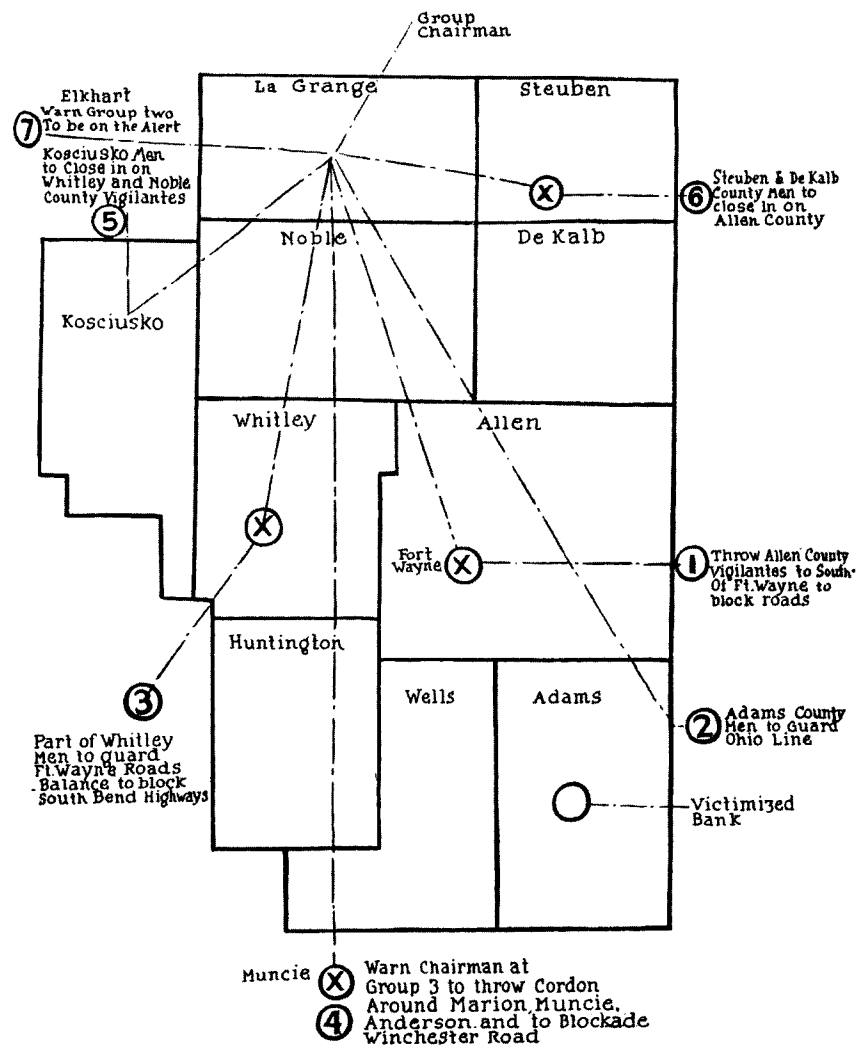 Group
Chairman
La Grange
Steuben
Elkhart
7
Warn Group two
To be on the Alert
Kosciusko Men
to Close in on
Whitley and Noble
County Vigilantes
5
X
6
Steuben & De Kalb
County Men to
close in on
Allen County
Noble
De Kalb
Kosciusko
Whitley
Allen
X
Fort
Wayne
X
1
Throw Allen County
Vigilantes to South-
Of Ft. Wayne to
block roads
Huntington
3
Wells
Adams
2
Adams County
Men to Guard
Ohio Line
Part of Whitley
Men to guard
Ft. Wayne Roads
Balance to block
South Bend Highways
Victimized
Bank
Muncie
X
4
Warn Chairman at
Group 3 to throw Cordon
Around Marion, Muncie,
Anderson. and to Blockade
Winchester Road